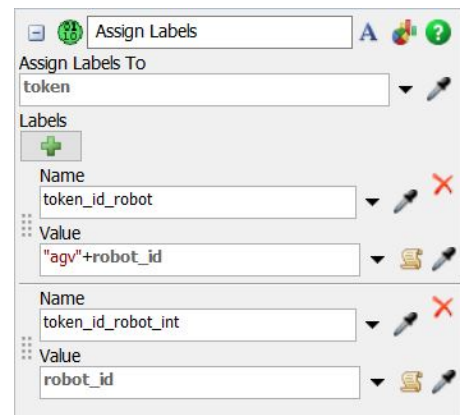 Assign Labels
Assign Labels To
token
Labels
Name
token_id_robot
Value
"agv"+robot_id
Name
token_id_robot_int
Value
robot_id